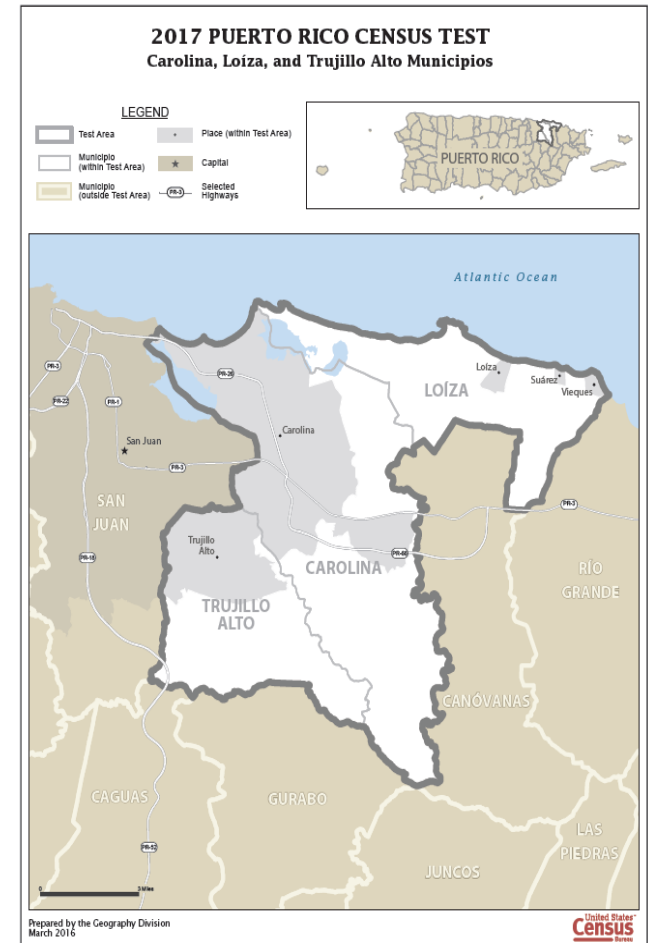 2017 PUERTO RICO CENSUS TEST
Carolina, Loíza, and Trujillo Alto Municipios
LEGEND
Test Area
Place (within Test Area)
Municipio
(within Test Area)
Capital
Municipio
(outside Test Area)
PR-3
Selected
Highways
PUERTO RICO
Atlantic Ocean
PR-3
PR-26
Loíza
Suárez
Vieques
LOÍZA
PR-22
PR-1
Carolina
San Juan
PR-3
SAN
JUAN
PR-3
Trujillo
Alto
PR-66
PR-18
CAROLINA
RÍO
GRANDE
TRUJILLO
ALTO
CANÓVANAS
CAGUAS
GURABO
LAS
PIEDRAS
PR-52
JUNCOS
0
3 Miles
Prepared by the Geography Division
March 2016
United States™
Census
Bureau